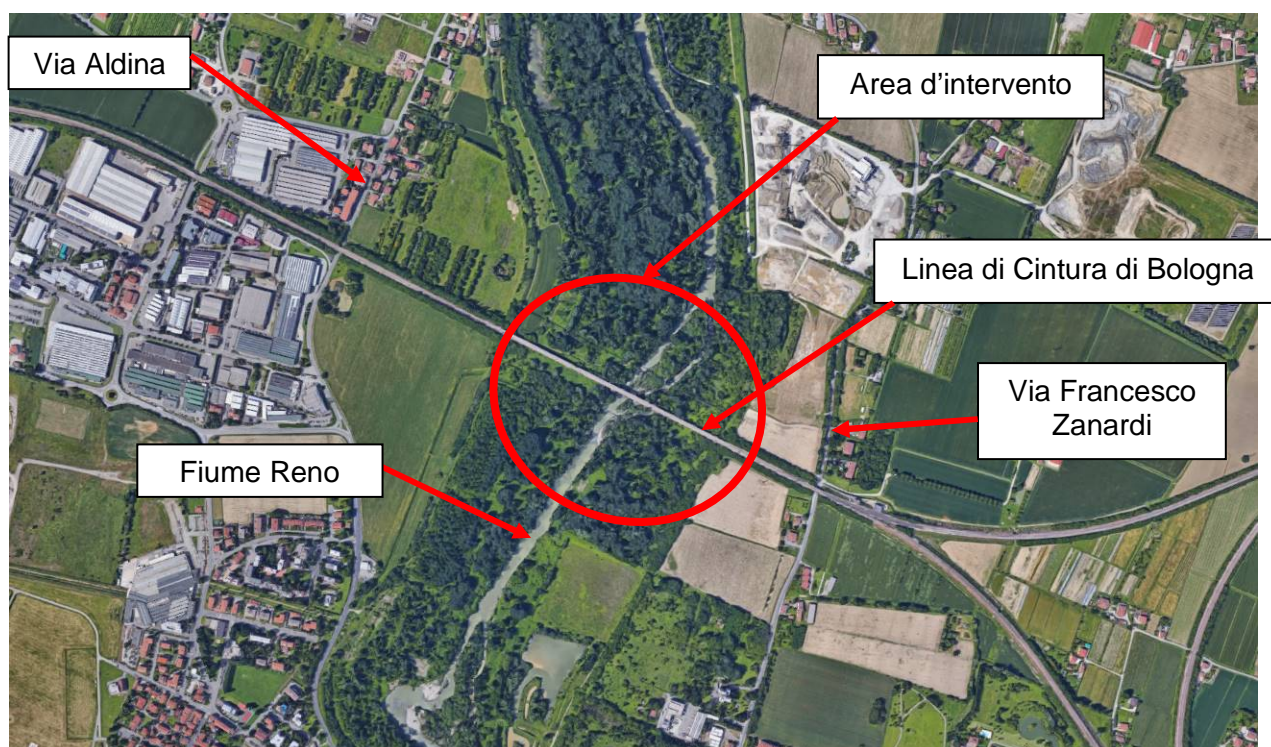 Via Aldina
Area d'intervento
Linea di Cintura di Bologna
Via Francesco
Zanardi
Fiume Reno